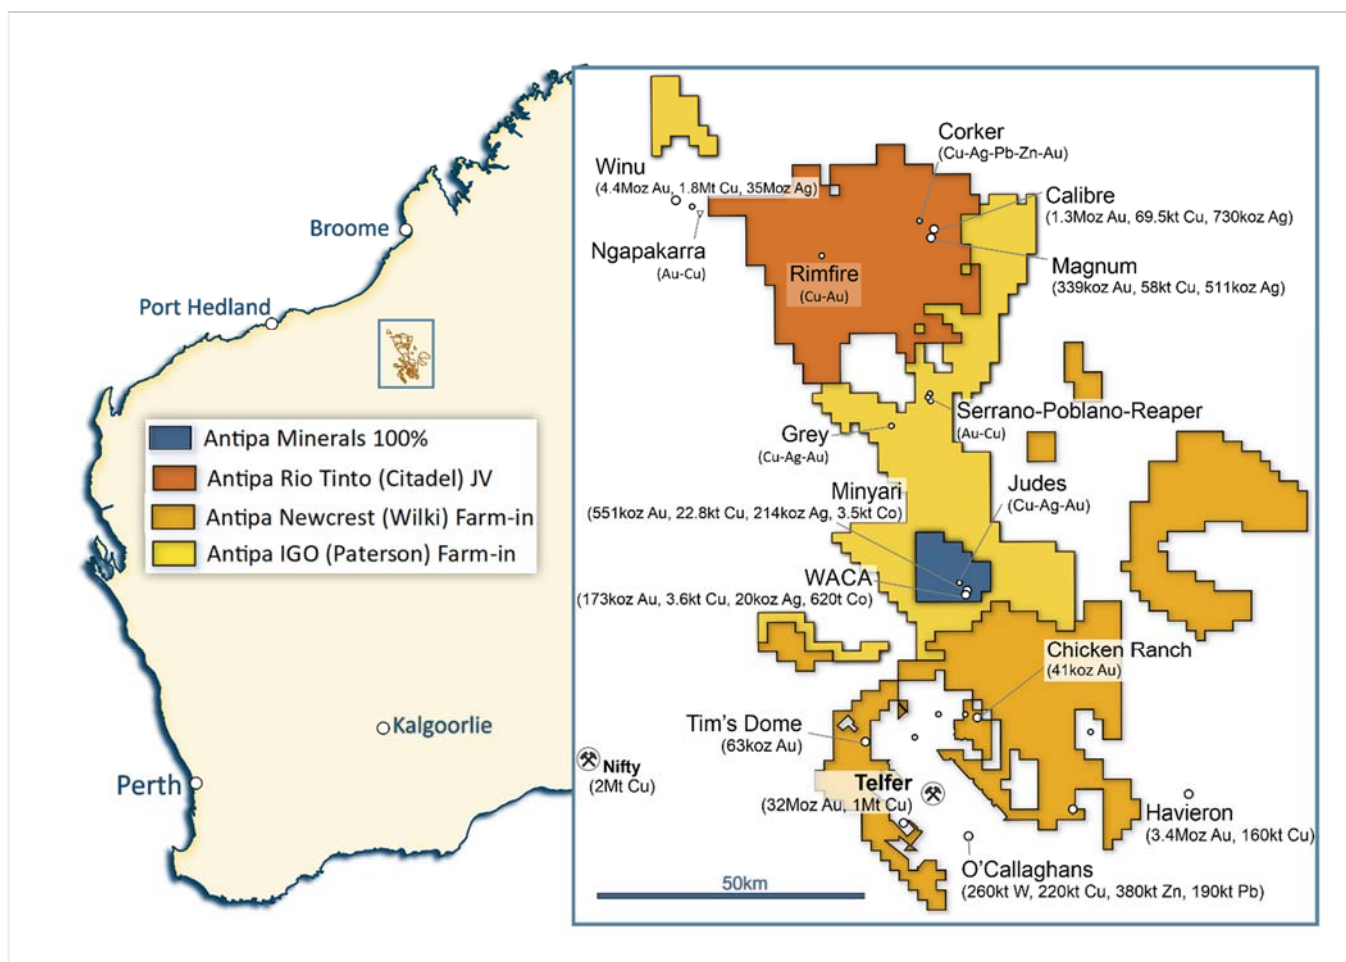 Broome
Port Hedland
Kalgoorlie
Perth
Antipa Minerals 100%
Antipa Rio Tinto (Citadel) JV
Antipa Newcrest (Wilki) Farm-in
Antipa IGO (Paterson) Farm-in
Corker
(Cu-Ag-Pb-Zn-Au)
Winu
(4.4Moz Au, 1.8Mt Cu, 35Moz Ag)
Calibre
(1.3Moz Au, 69.5kt Cu, 730koz Ag)
Ngapakarra
(Au-Cu)
Rimfire
(Cu-Au)
Magnum
(339koz Au, 58kt Cu, 511koz Ag)
Serrano-Poblano-Reaper
(Au-Cu)
Grey
(Cu-Ag-Au)
Judes
(Cu-Ag-Au)
Minyari
(551koz Au, 22.8kt Cu, 214koz Ag, 3.5kt Co)
WACA
(173koz Au, 3.6kt Cu, 20koz Ag, 620t Co)
Chicken Ranch
(41koz Au)
Tim's Dome
(63koz Au)
Nifty
(2Mt Cu)
Telfer
(32Moz Au, 1Mt Cu)
Havieron
(3.4Moz Au, 160kt Cu)
O'Callaghans
(260kt W, 220kt Cu, 380kt Zn, 190kt Pb)
50km